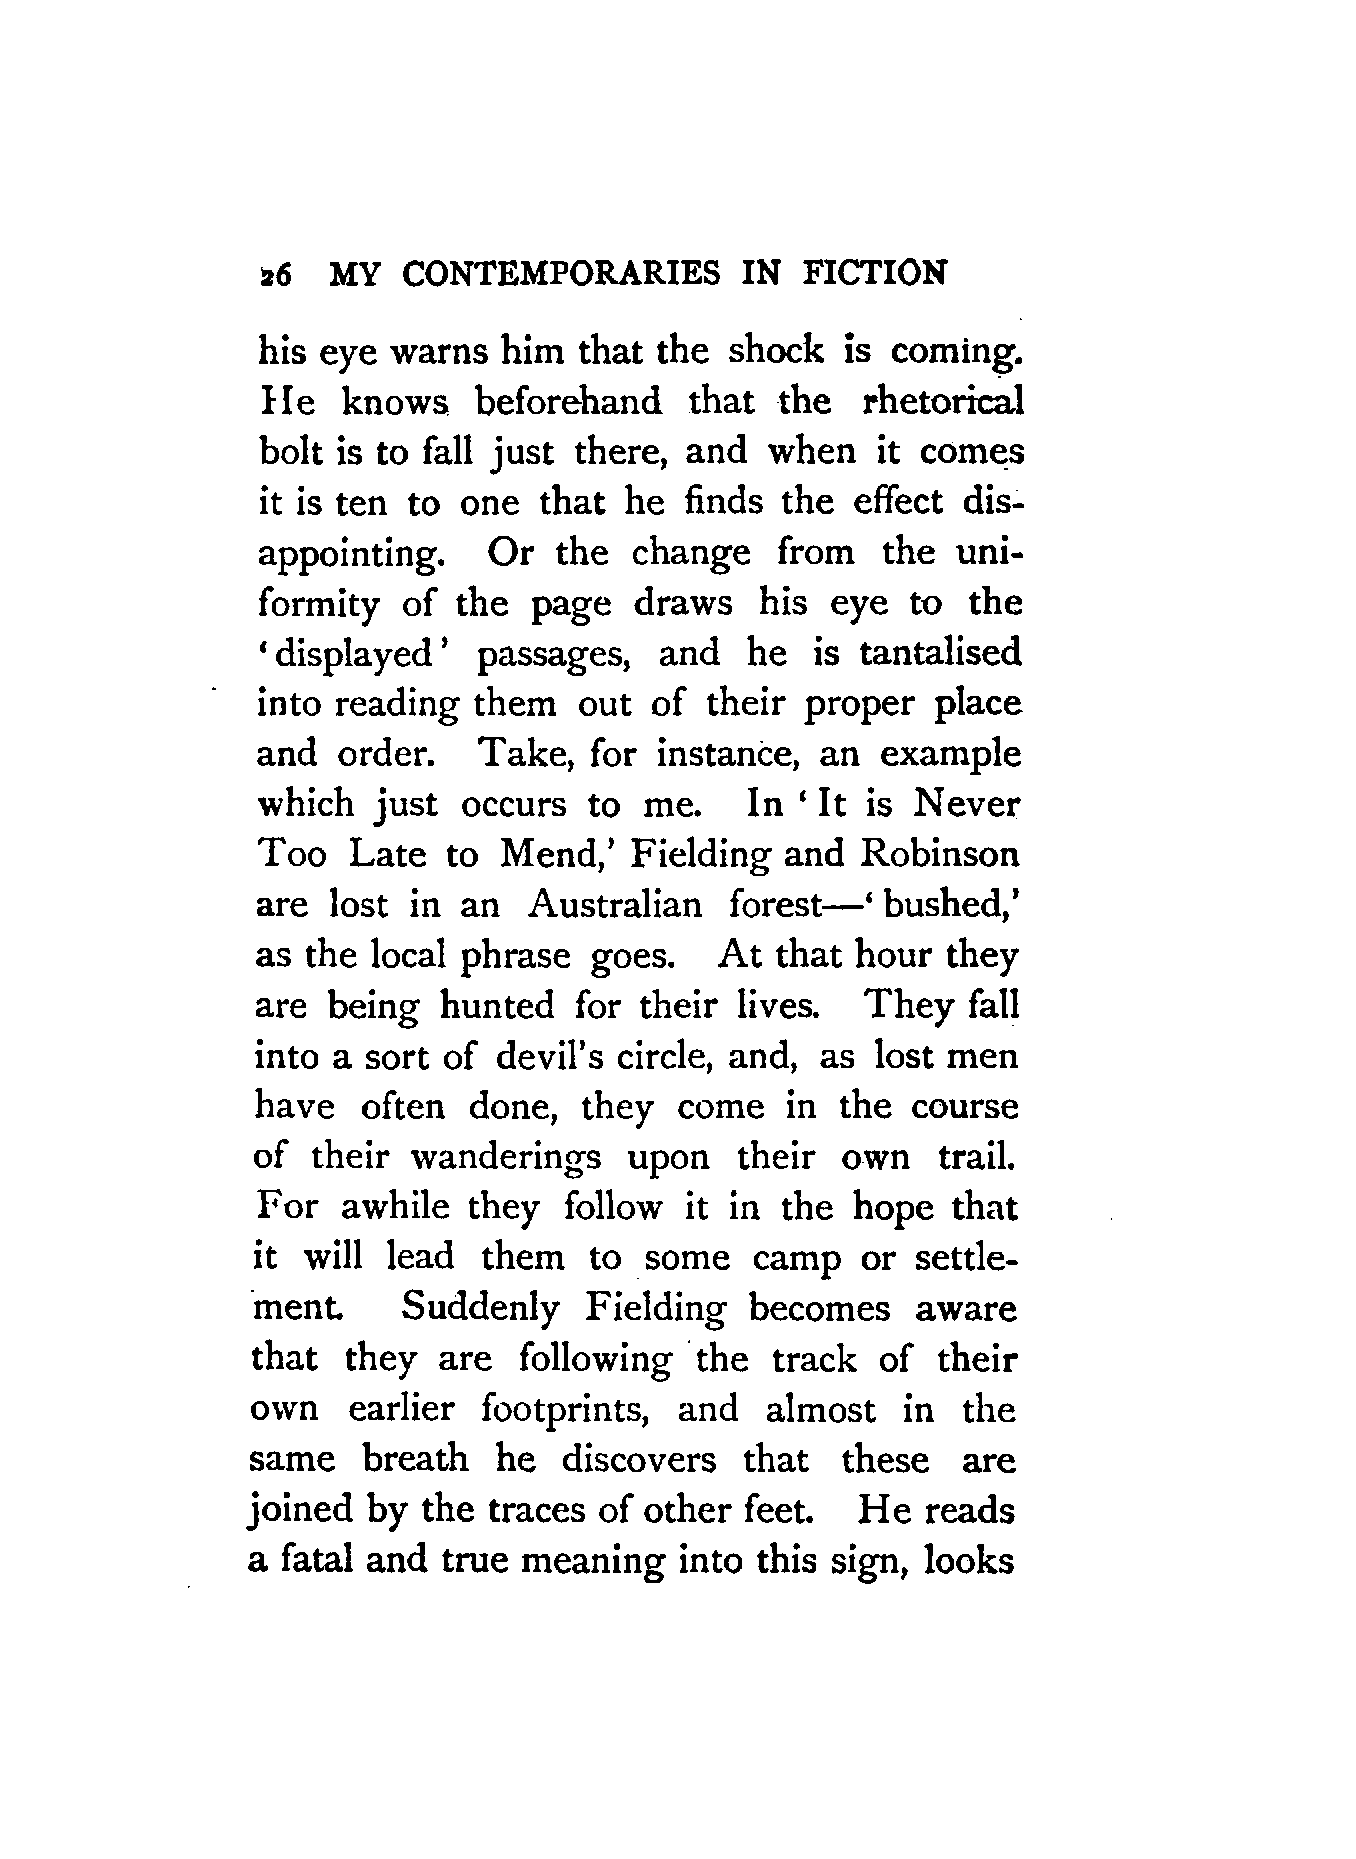 26 MY CONTEMPORARIES IN FICTION
his eye warns him that the shock is coming.
He knows beforehand that the rhetorical
bolt is to fall just there, and when it comes
it is ten to one that he finds the effect dis-
appointing. Or the change from the uni-
formity of the page draws his eye to the
‘displayed’ passages, and he is tantalised
into reading them out of their proper place
and order. Take, for instance, an example
which just occurs to me. In ‘It is Never
Too Late to Mend,’ Fielding and Robinson
are lost in an Australian forest—‘bushed,’
as the local phrase goes. At that hour they
are being hunted for their lives. They fall
into a sort of devil’s circle, and, as lost men
have often done, they come in the course
of their wanderings upon their own trail.
For awhile they follow it in the hope that
it will lead them to some camp or settle-
ment. Suddenly Fielding becomes aware
that they are following the track of their
own earlier footprints, and almost in the
same breath he discovers that these are
joined by the traces of other feet. He reads
a fatal and true meaning into this sign, looks